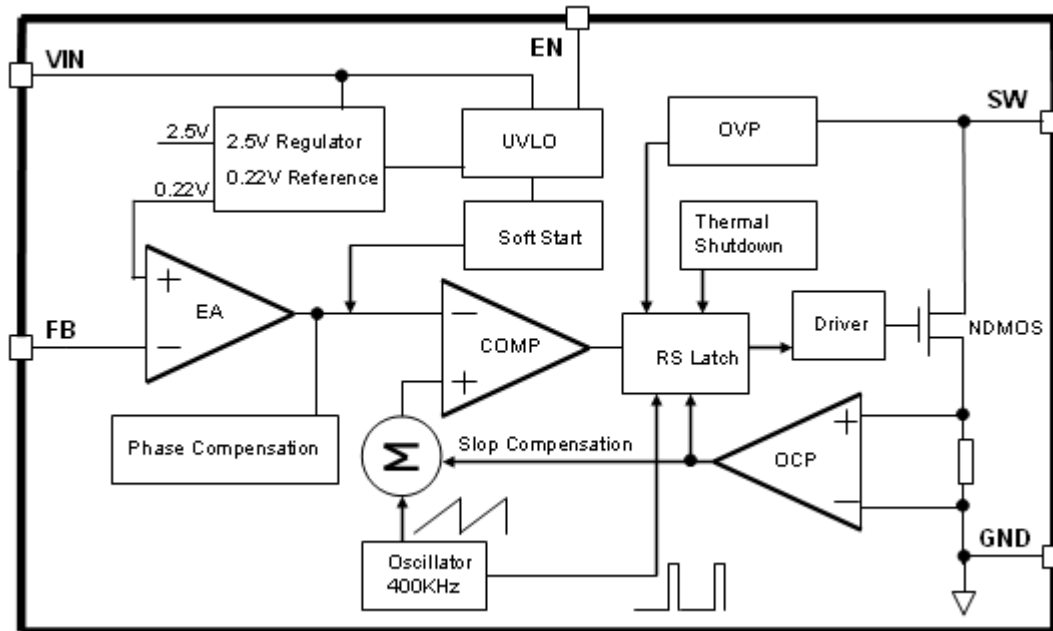 EN
VIN
SW
OVP
2.5V
2.5V Regulator
UVLO
0.22V Reference
0.22V
Thermal
Shutdown
Soft Start
+
EA
−
FB
−
COMP
+
RS Latch
Driver
NDMOS
Phase Compensation
Σ
Slop Compensation
+
OCP
−
GND
Oscillator
400KHz